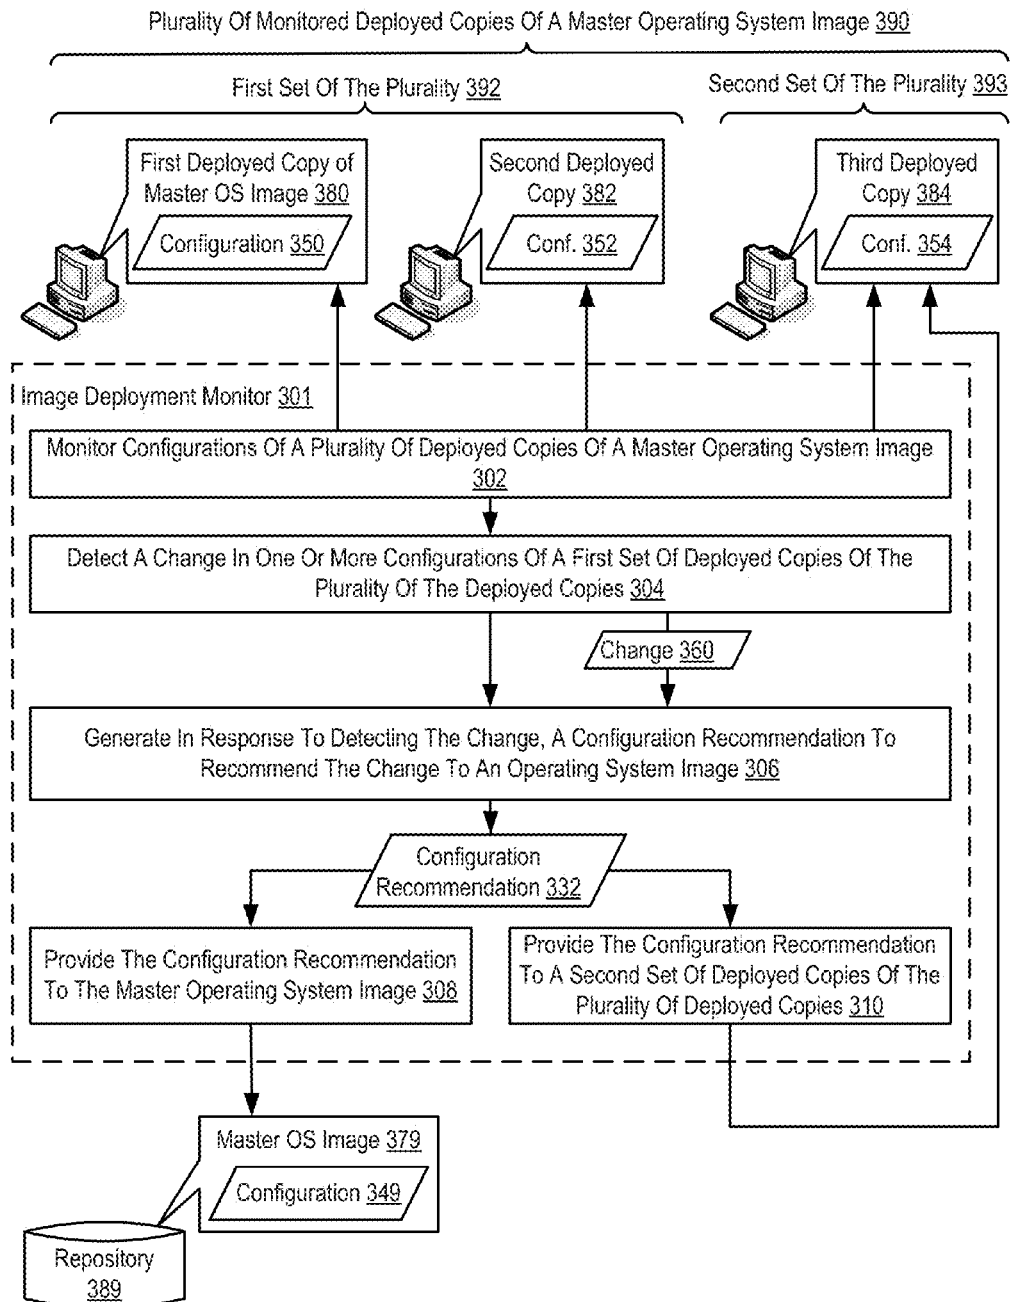 Plurality Of Monitored Deployed Copies Of A Master Operating System Image 390
First Set Of The Plurality 392
Second Set Of The Plurality 393
First Deployed Copy of
Master OS Image 380
Configuration 350
Second Deployed
Copy 382
Conf. 352
Third Deployed
Copy 384
Conf. 354
Image Deployment Monitor 301
Monitor Configurations Of A Plurality Of Deployed Copies Of A Master Operating System Image
302
Detect A Change In One Or More Configurations Of A First Set Of Deployed Copies Of The
Plurality Of The Deployed Copies 304
Change 360
Generate In Response To Detecting The Change, A Configuration Recommendation To
Recommend The Change To An Operating System Image 306
Configuration
Recommendation 332
Provide The Configuration Recommendation
To The Master Operating System Image 308
Provide The Configuration Recommendation
To A Second Set Of Deployed Copies Of The
Plurality Of Deployed Copies 310
Master OS Image 379
Configuration 349
Repository
389